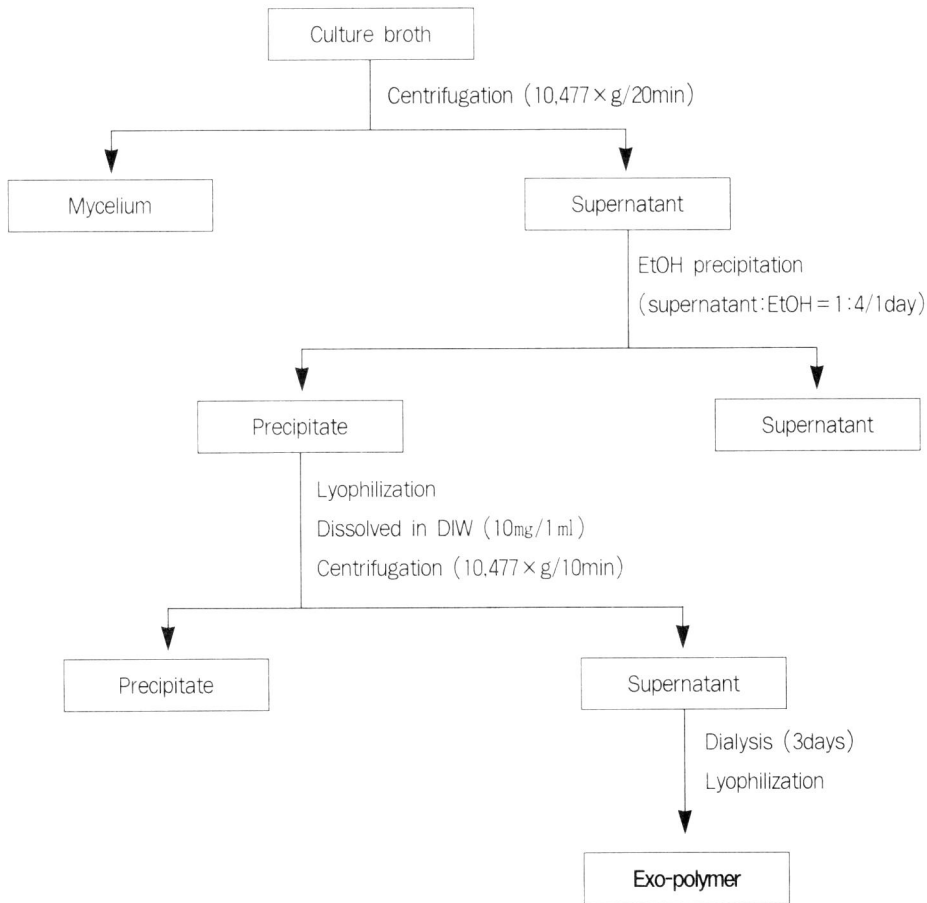 Culture broth
Centrifugation (10,477×g/20min)
Mycelium
Supernatant
EtOH precipitation
(supernatant:EtOH=1:4/1day)
Precipitate
Supernatant
Lyophilization
Dissolved in DIW (10㎎/1㎖)
Centrifugation (10,477×g/10min)
Precipitate
Supernatant
Dialysis (3days)
Lyophilization
Exo-polymer